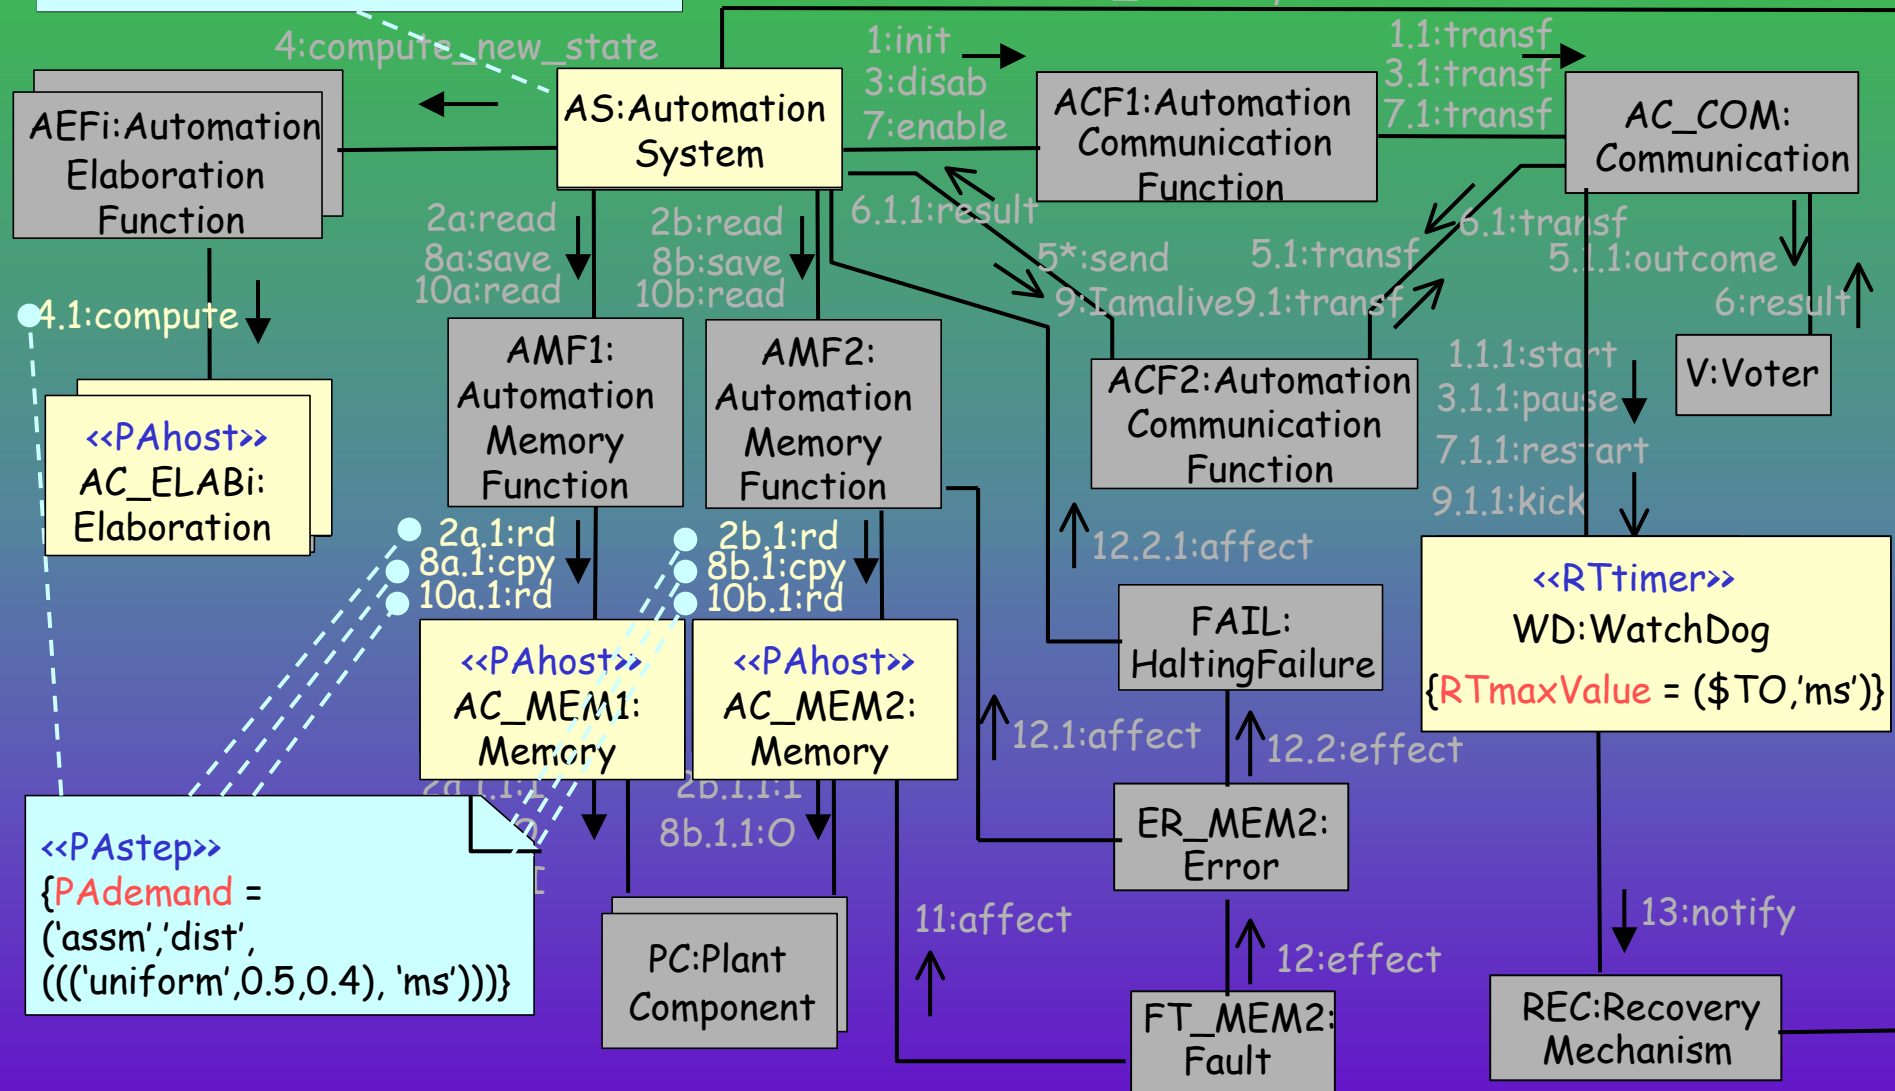 4:compute_new_state
1:init
3:disab
7:enable
1.1:transf
3.1:transf
7.1:transf
AEFi:Automation
Elaboration
Function
AS:Automation
System
ACF1:Automation
Communication
Function
AC_COM:
Communication
2a:read
8a:save
10a:read
2b:read
8b:save
10b:read
6.1.1:result
5*:send
9:Iamalive
5.1:transf
9.1:transf
6.1:transf
5.1.1:outcome
6:result
4.1:compute
AMF1:
Automation
Memory
Function
AMF2:
Automation
Memory
Function
ACF2:Automation
Communication
Function
1.1.1:start
3.1.1:pause
7.1.1:restart
9.1.1:kick
V:Voter
<<PAhost>>
AC_ELABi:
Elaboration
2a.1:rd
8a.1:cpy
10a.1:rd
2b.1:rd
8b.1:cpy
10b.1:rd
12.2.1:affect
<<PAhost>>
AC_MEM1:
Memory
<<PAhost>>
AC_MEM2:
Memory
FAIL:
HaltingFailure
<<RTtimer>>
WD:WatchDog
{RTmaxValue = ($TO,'ms')}
12.1:affect
12.2:effect
2a.1.1:I
2b.1.1:I
8b.1.1:O
ER_MEM2:
Error
<<PAstep>>
{PAdemand =
('assm','dist',
((('uniform',0.5,0.4), 'ms')))}
PC:Plant
Component
11:affect
12:effect
13:notify
FT_MEM2:
Fault
REC:Recovery
Mechanism